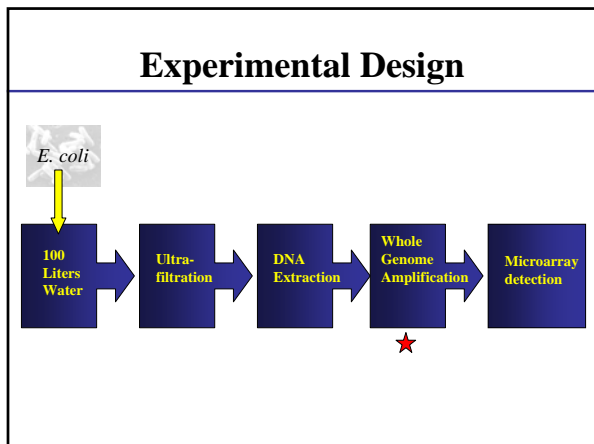 Experimental Design
E. coli
100
Liters
Water
Ultra-
filtration
DNA
Extraction
Whole
Genome
Amplification
Microarray
detection